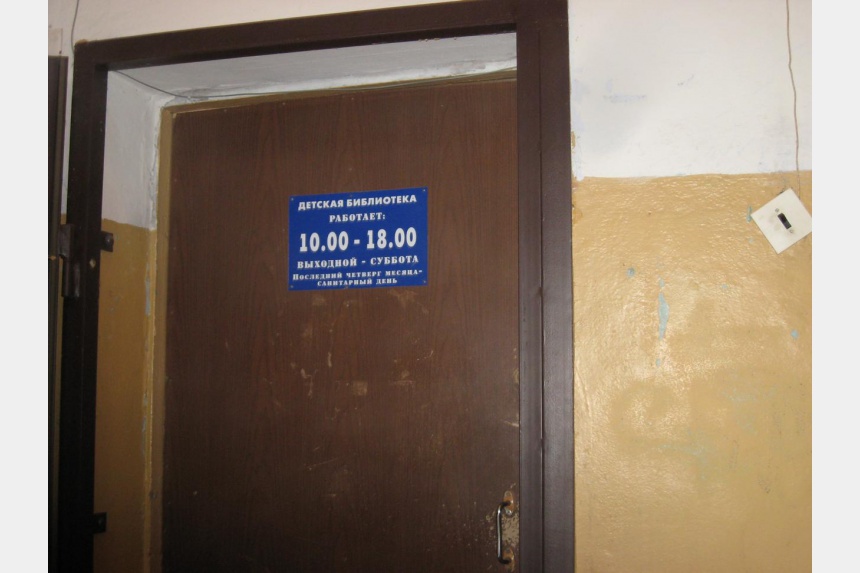 ДЕТСКАЯ БИБЛИОТЕКА
РАБОТАЕТ:
10.00 - 18.00
ВЫХОДНОЙ - СУББОТА
ПОСЛЕДНИЙ ЧЕТВЕРГ МЕСЯЦА-
САНИТАРНЫЙ ДЕНЬ